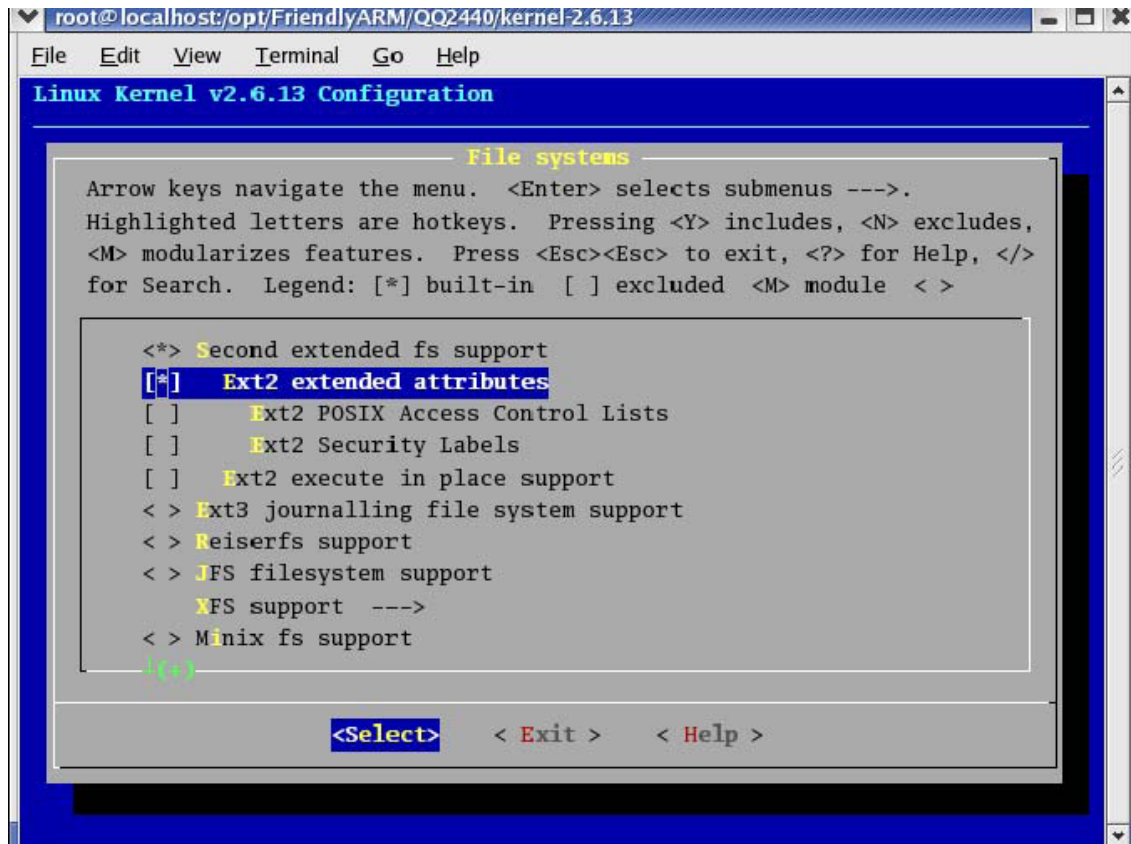 root@localhost:/opt/FriendlyARM/QQ2440/kernel-2.6.13
File Edit View Terminal Go Help
Linux Kernel v2.6.13 Configuration
File systems
Arrow keys navigate the menu. <Enter> selects submenus --->.
Highlighted letters are hotkeys. Pressing <Y> includes, <N> excludes,
<M> modularizes features. Press <Esc><Esc> to exit, <?> for Help, </>
for Search. Legend: [*] built-in [ ] excluded <M> module < >
<*> Second extended fs support
[*] Ext2 extended attributes
[ ] Ext2 POSIX Access Control Lists
[ ] Ext2 Security Labels
[ ] Ext2 execute in place support
< > Ext3 journalling file system support
< > Reiserfs support
< > JFS filesystem support
XFS support --->
< > Minix fs support
↓(+)
<Select> < Exit > < Help >